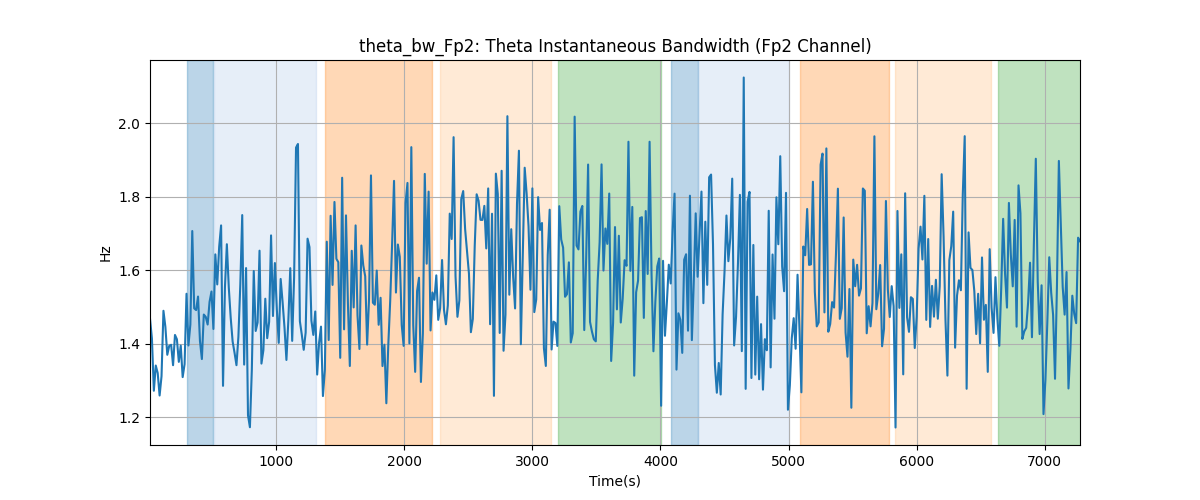 theta_bw_Fp2: Theta Instantaneous Bandwidth (Fp2 Channel)
Hz
2.0
1.8
1.6
1.4
1.2
1000 2000 3000 4000 5000 6000 7000
Time(s)